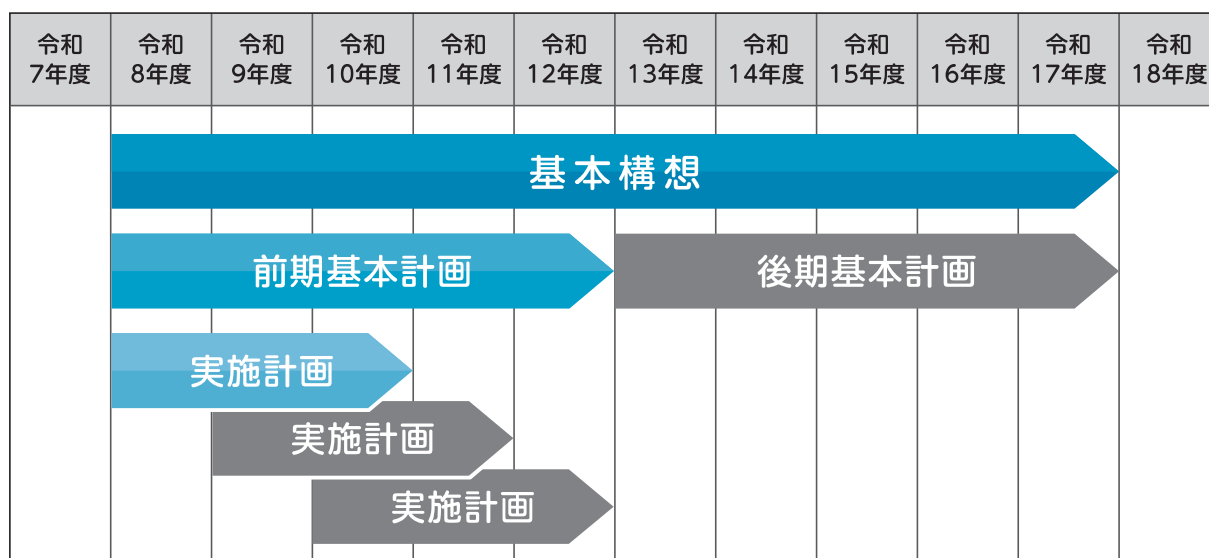 令和
7年度
令和
8年度
令和
9年度
令和
10年度
令和
11年度
令和
12年度
令和
13年度
令和
14年度
令和
15年度
令和
16年度
令和
17年度
令和
18年度
基本構想
前期基本計画
後期基本計画
実施計画
実施計画
実施計画